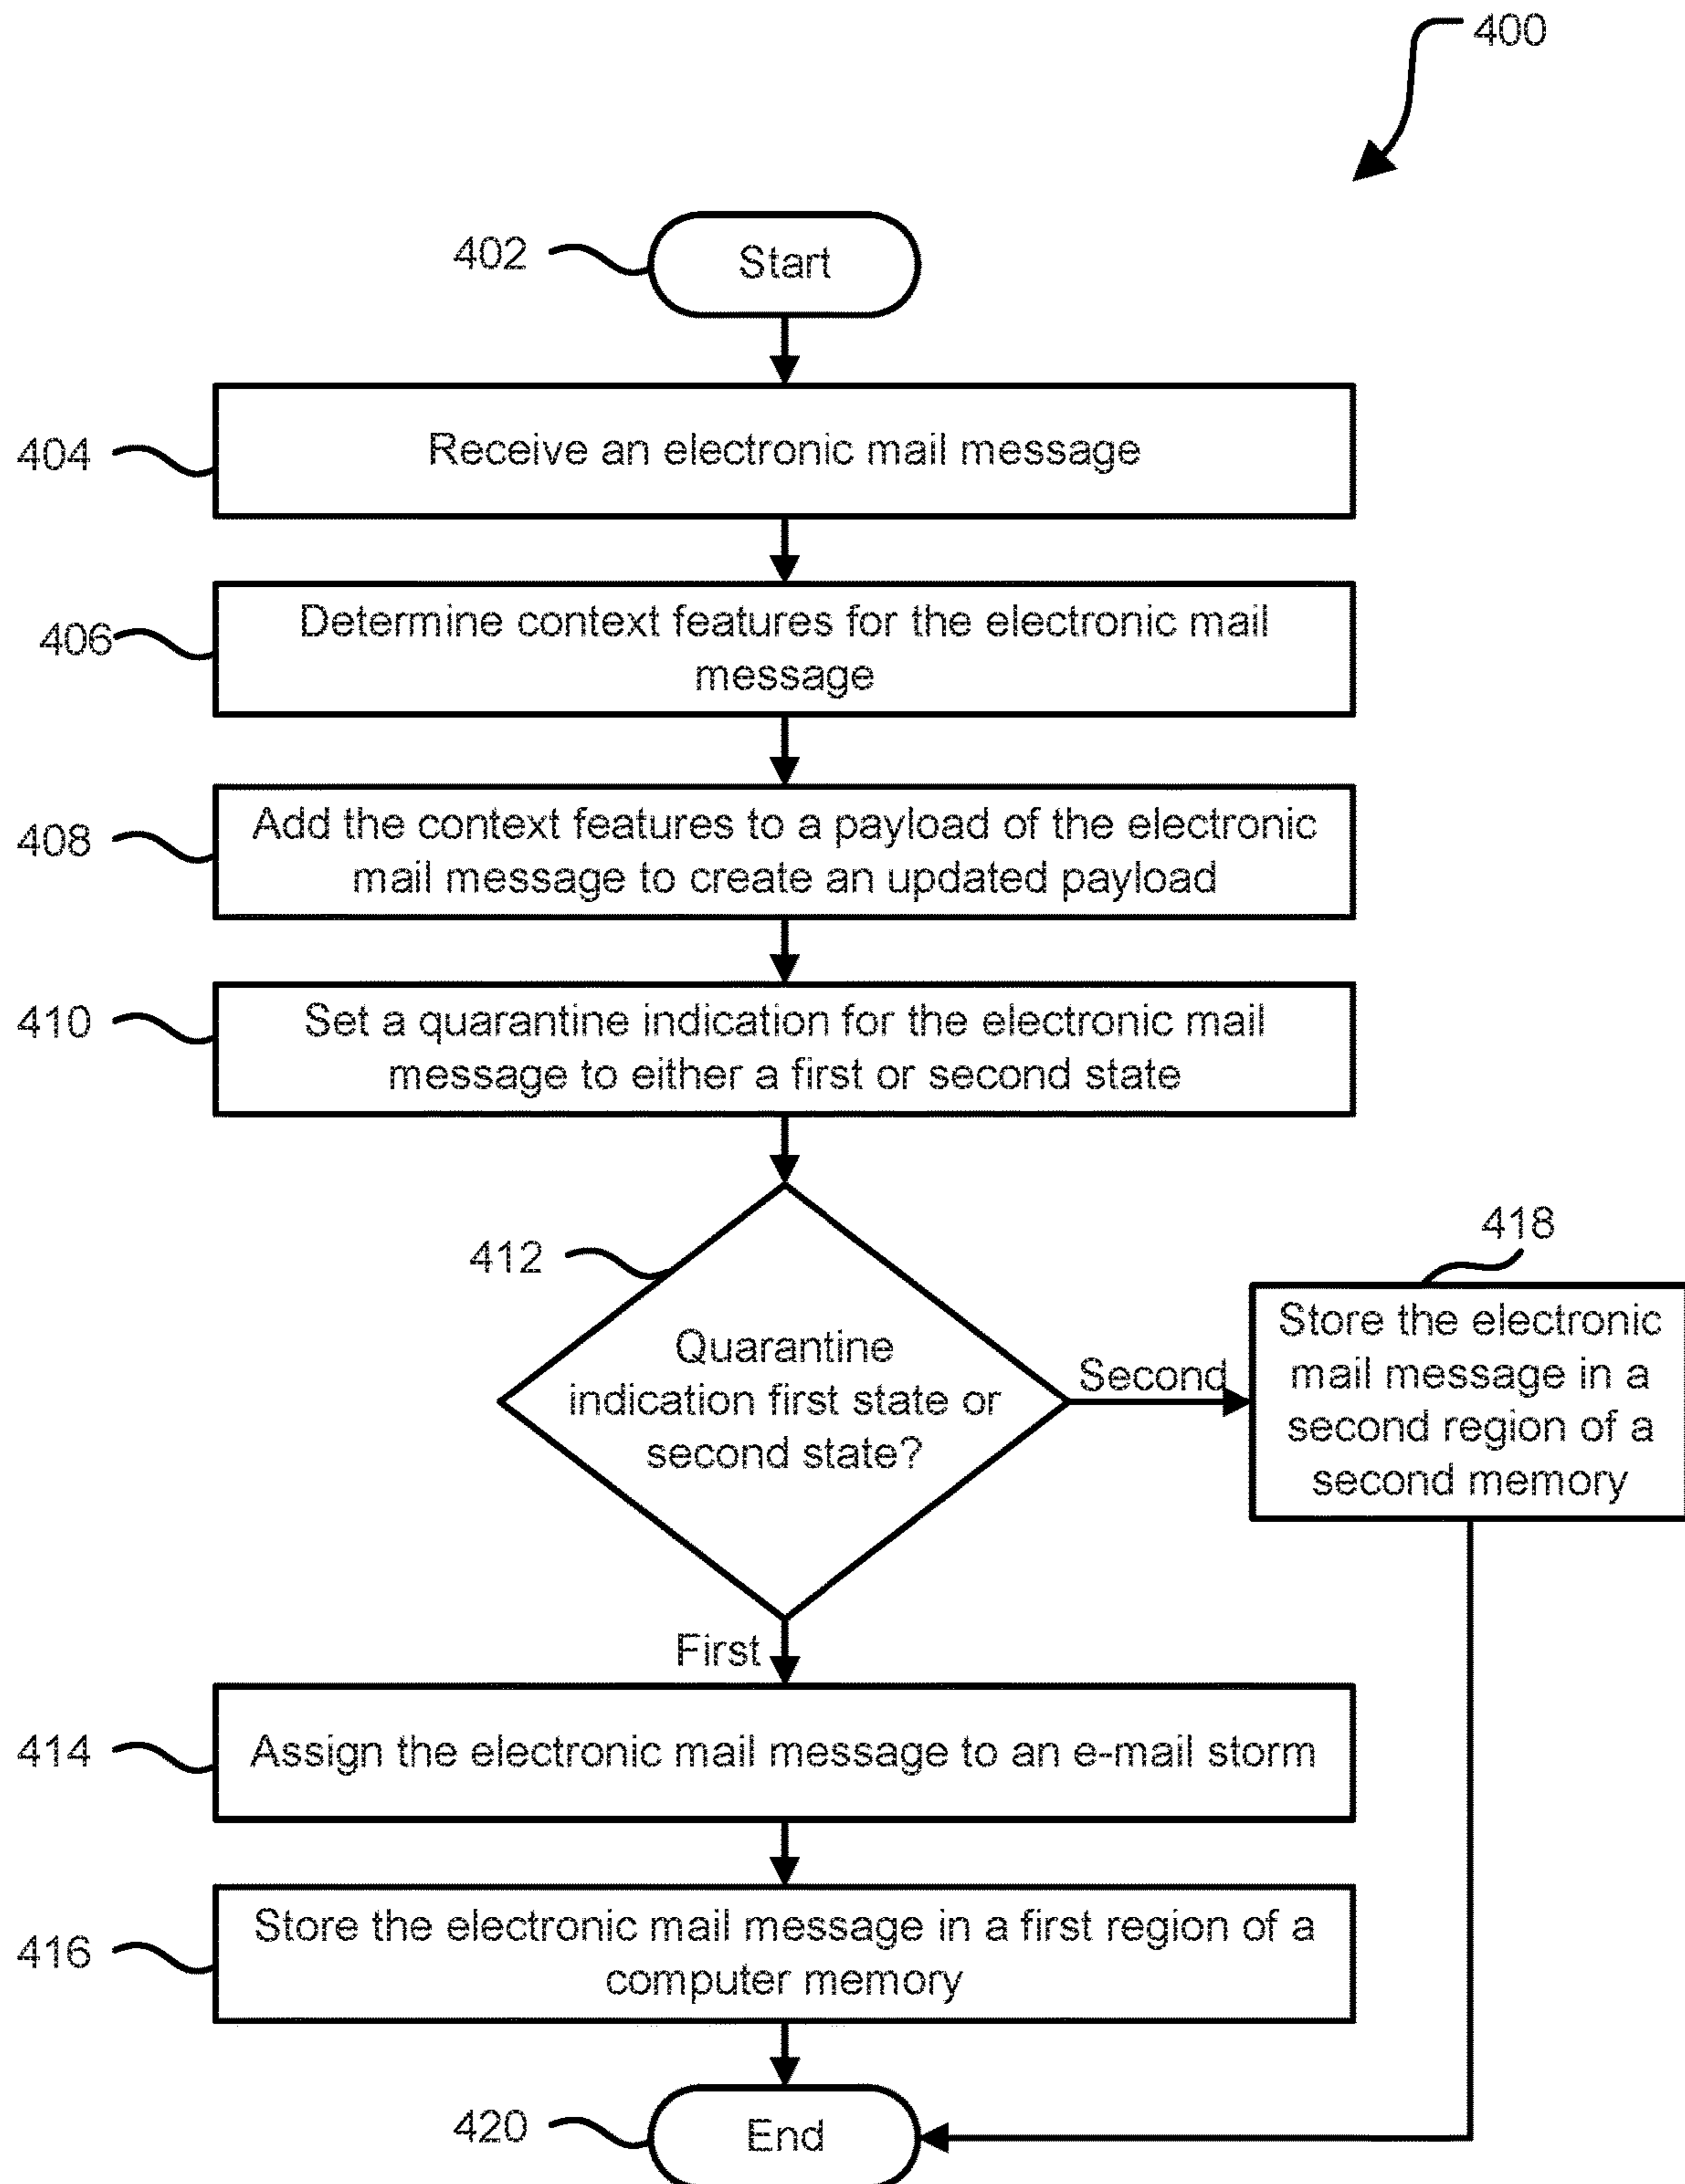 400
402
Start
404
Receive an electronic mail message
406
Determine context features for the electronic mail
message
408
Add the context features to a payload of the electronic
mail message to create an updated payload
410
Set a quarantine indication for the electronic mail
message to either a first or second state
412
Quarantine
indication first state or
second state?
Second
418
Store the electronic
mail message in a
second region of a
second memory
First
414
Assign the electronic mail message to an e-mail storm
416
Store the electronic mail message in a first region of a
computer memory
420
End